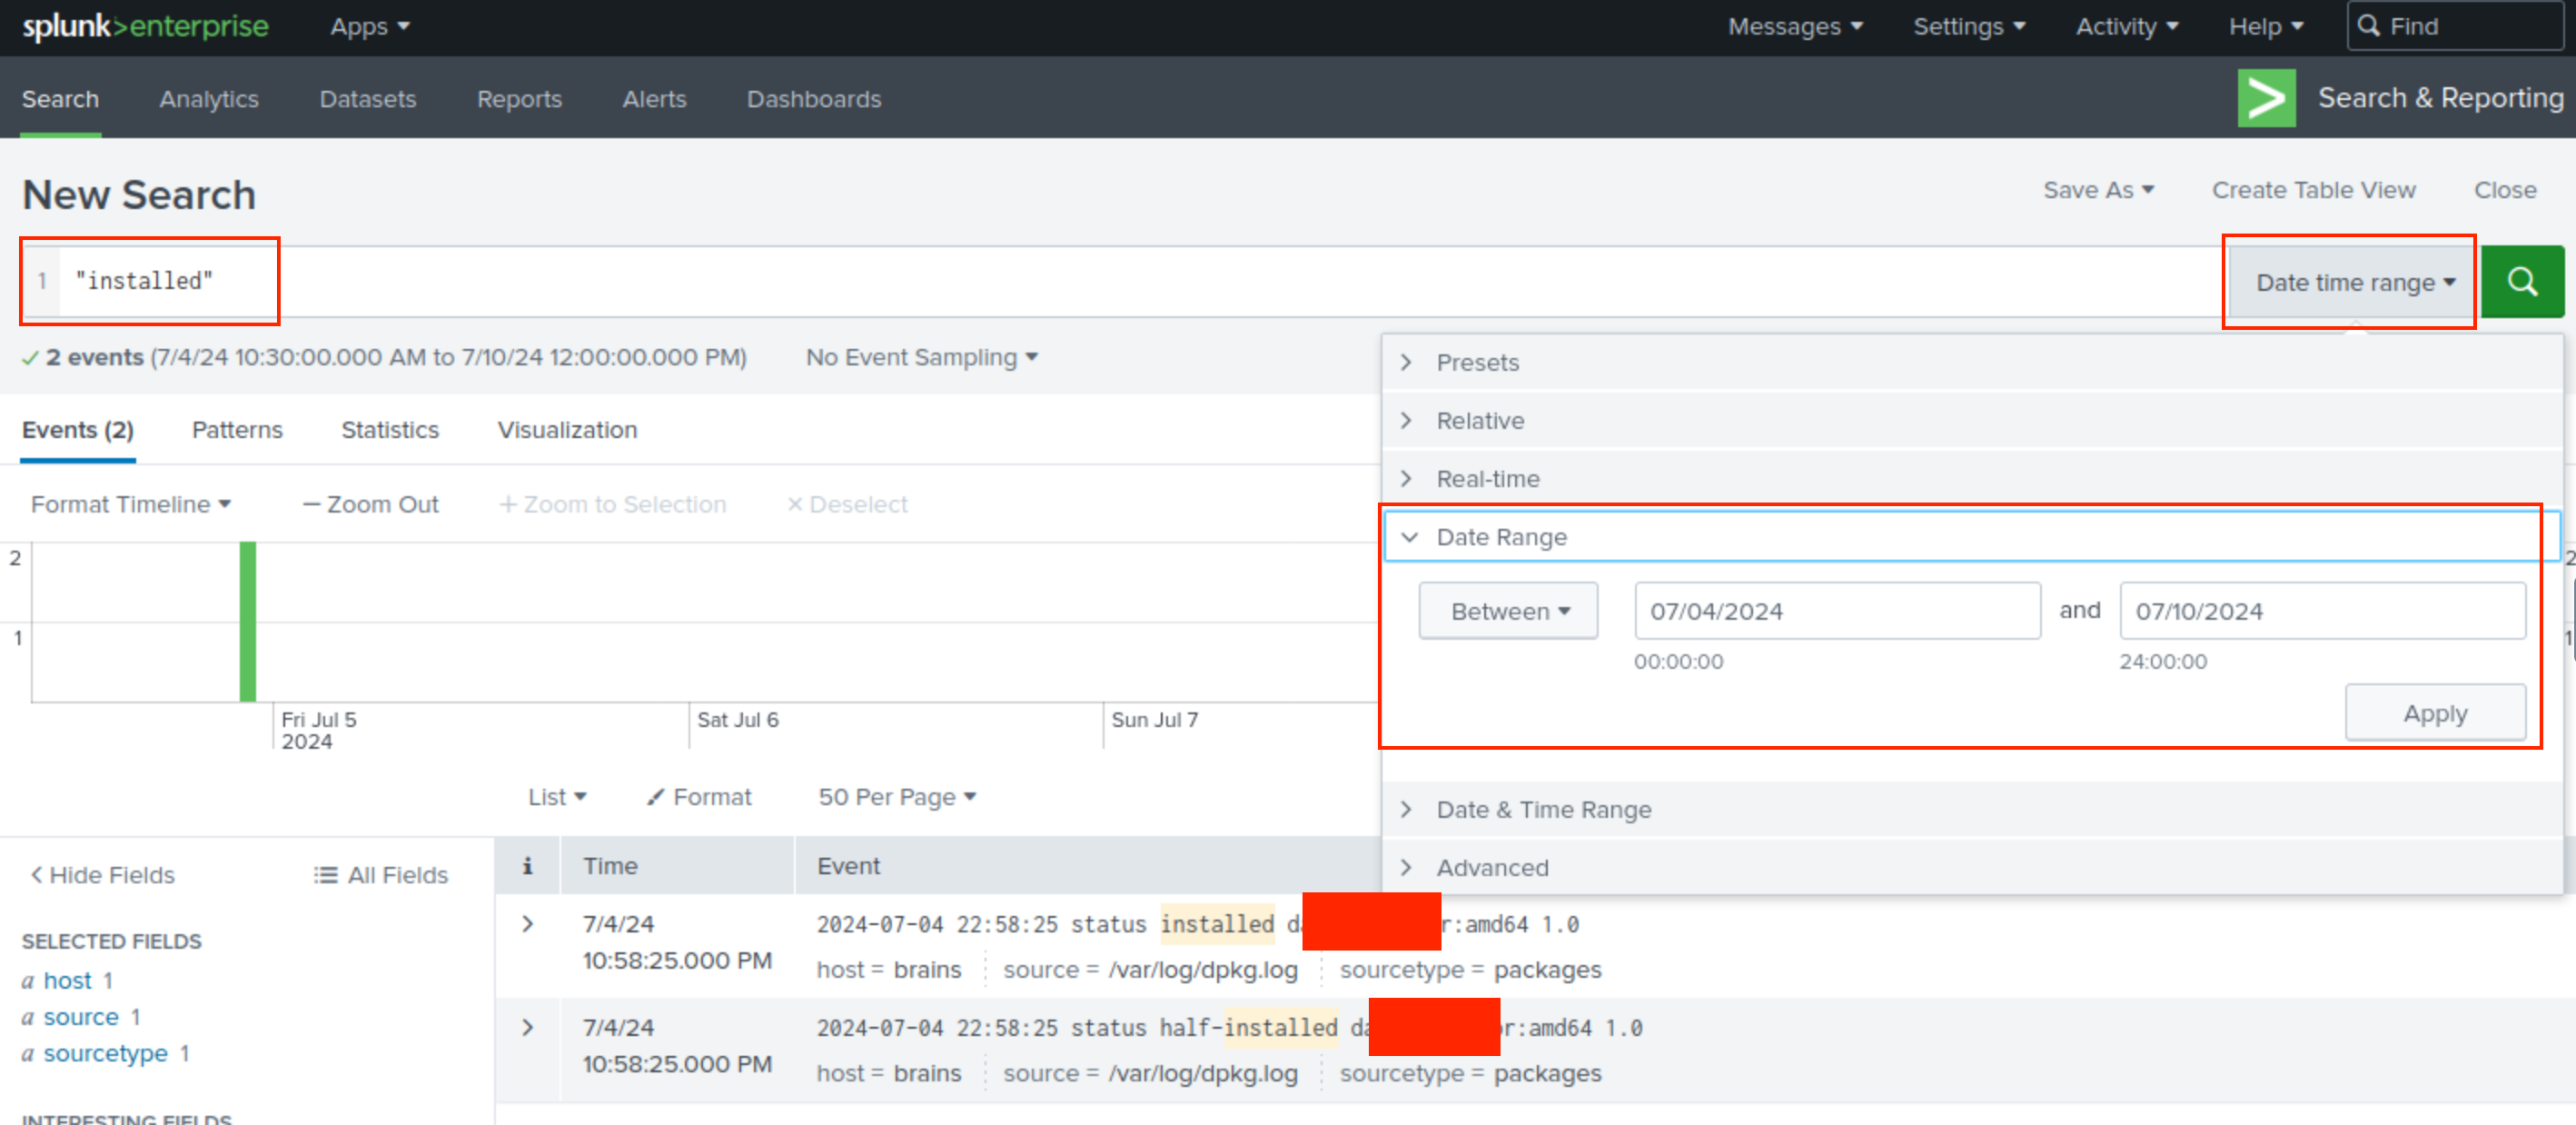 splunk>enterprise Apps Messages Settings Activity Help Find
Search Analytics Datasets Reports Alerts Dashboards Search & Reporting
New Search Save As Create Table View Close
1 "installed" Date time range
2 events (7/4/24 10:30:00.000 AM to 7/10/24 12:00:00.000 PM) No Event Sampling
Presets
Relative
Events (2) Patterns Statistics Visualization
Real-time
Format Timeline — Zoom Out + Zoom to Selection × Deselect
Date Range
Between 07/04/2024 and 07/10/2024
00:00:00 24:00:00
Apply
2 2
1 1
Fri Jul 5 Sat Jul 6 Sun Jul 7
2024
List Format 50 Per Page
Date & Time Range
Advanced
< Hide Fields All Fields
i Time Event
7/4/24 2024-07-04 22:58:25 status installed da r:amd64 1.0
10:58:25.000 PM host = brains source = /var/log/dpkg.log sourcetype = packages
SELECTED FIELDS
a host 1
a source 1
a sourcetype 1
7/4/24 2024-07-04 22:58:25 status half-installed da or:amd64 1.0
10:58:25.000 PM host = brains source = /var/log/dpkg.log sourcetype = packages
INTERESTING FIELDS